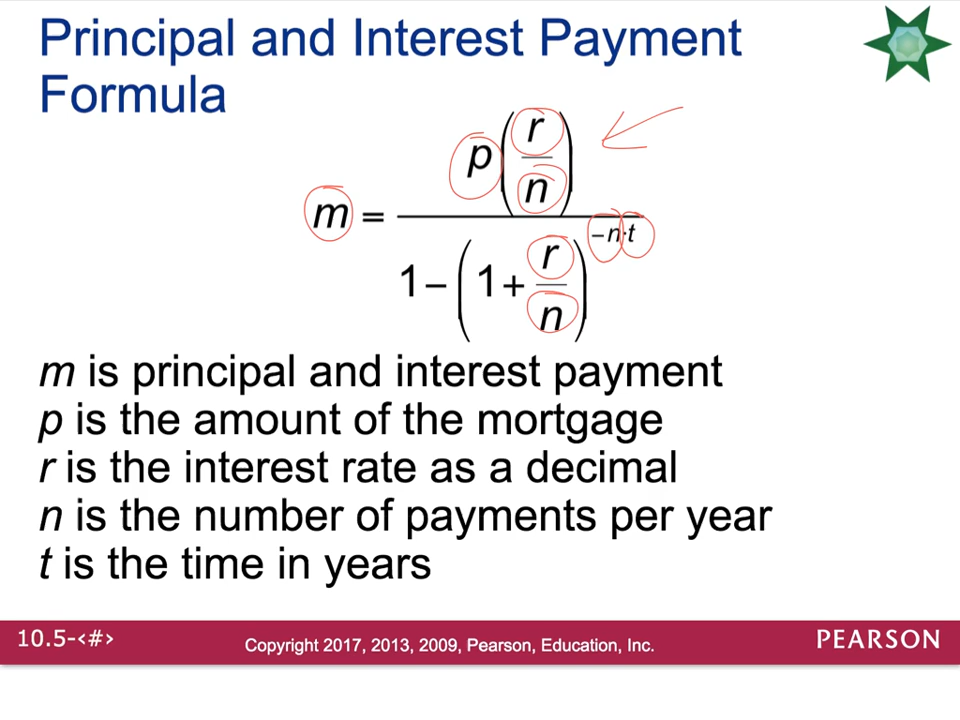 Principal and Interest Payment
Formula
m = p(r/n) / 1−(1+r/n)^−n·t
m is principal and interest payment
p is the amount of the mortgage
r is the interest rate as a decimal
n is the number of payments per year
t is the time in years
10.5-<#>
Copyright 2017, 2013, 2009, Pearson, Education, Inc.
PEARSON